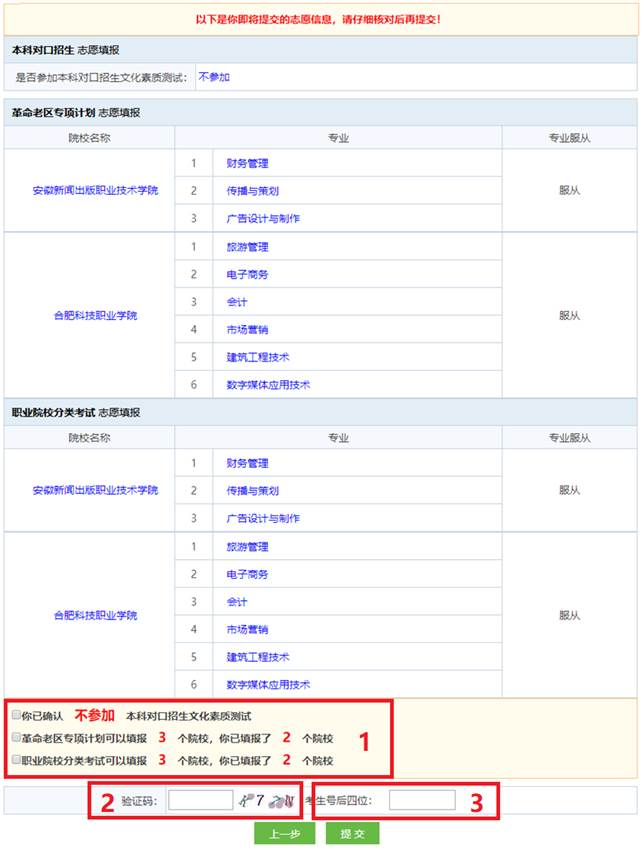 以下是你即将提交的志愿信息，请仔细核对后再提交！
本科对口招生 志愿填报
是否参加本科对口招生文化素质测试： 不参加
革命老区专项计划 志愿填报
院校名称 专业 专业服从
安徽新闻出版职业技术学院 服从
1 财务管理
2 传播与策划
3 广告设计与制作
合肥科技职业学院 服从
1 旅游管理
2 电子商务
3 会计
4 市场营销
5 建筑工程技术
6 数字媒体应用技术
职业院校分类考试 志愿填报
院校名称 专业 专业服从
安徽新闻出版职业技术学院 服从
1 财务管理
2 传播与策划
3 广告设计与制作
合肥科技职业学院 服从
1 旅游管理
2 电子商务
3 会计
4 市场营销
5 建筑工程技术
6 数字媒体应用技术
你已确认 不参加 本科对口招生文化素质测试
革命老区专项计划可以填报 3 个院校，你已填报了 2 个院校 1
职业院校分类考试可以填报 3 个院校，你已填报了 2 个院校
2 验证码： 考生号后四位： 3
上一步 提 交